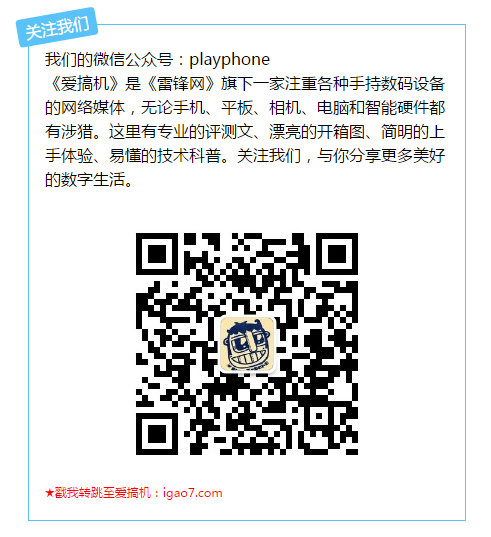 关注我们
我们的微信公众号：playphone
《爱搞机》是《雷锋网》旗下一家注重各种手持数码设备
的网络媒体，无论手机、平板、相机、电脑和智能硬件都
有涉猎。这里有专业的评测文、漂亮的开箱图、简明的上
手体验、易懂的技术科普。关注我们，与你分享更多美好
的数字生活。
★戳我转跳至爱搞机：igao7.com